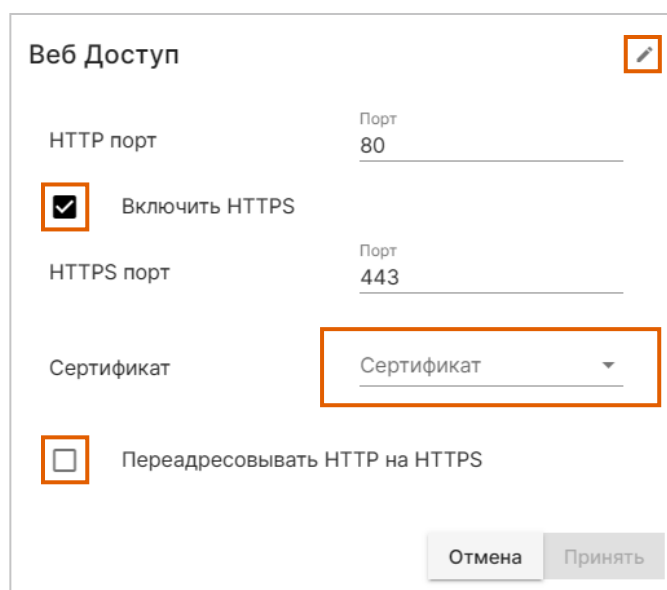 Веб Доступ
Порт
HTTP порт
80
Включить HTTPS
Порт
HTTPS порт
443
Сертификат
Сертификат
Переадресовывать HTTP на HTTPS
Отмена
Принять